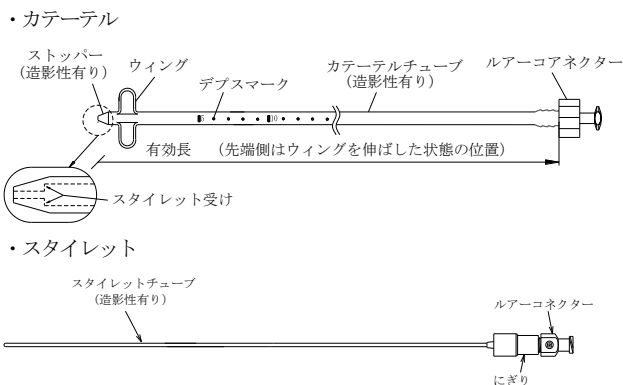 ・カテーテル
ストッパー
（造影性有り）
ウィング
デプスマーク
カテーテルチューブ
（造影性有り）
ルアーコアネクター
5
10
有効長　（先端側はウィングを伸ばした状態の位置）
スタイレット受け
・スタイレット
スタイレットチューブ
（造影性有り）
ルアーコネクター
にぎり